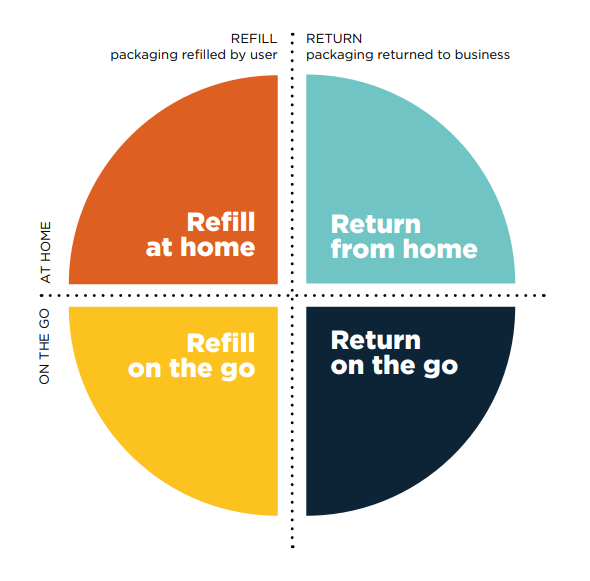 REFILL
packaging refilled by user
RETURN
packaging returned to business
AT HOME
Refill
at home
Return
from home
ON THE GO
Refill
on the go
Return
on the go